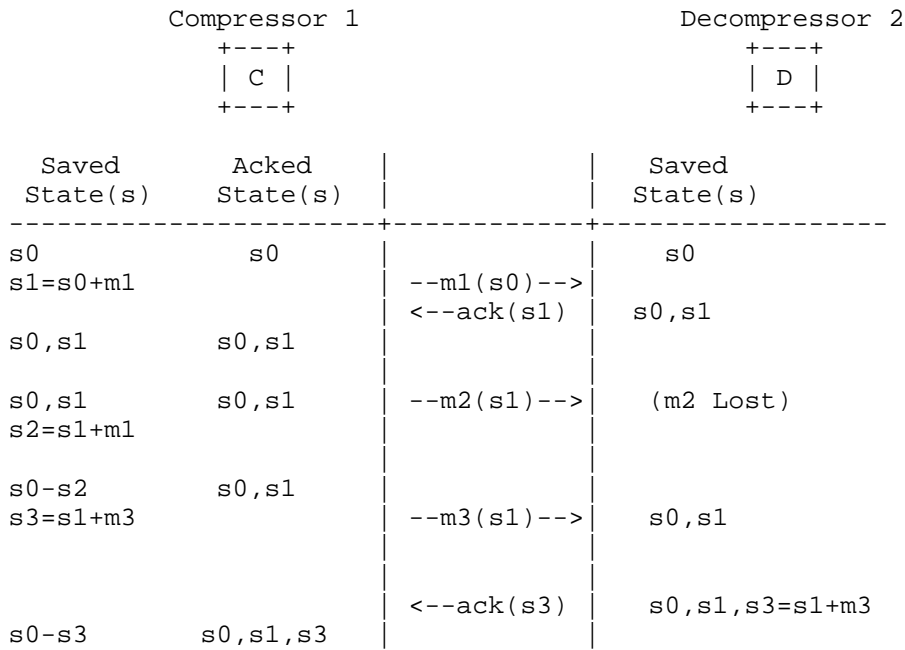 Compressor 1                     Decompressor 2
                +---+                             +---+
                | C |                             | D |
                +---+                             +---+

  Saved       Acked     |            |   Saved
 State(s)    State(s)   |            |  State(s)
------------------------+------------+------------------
s0             s0       |            |    s0
s1=s0+m1                | --m1(s0)-->|
                        | <--ack(s1) |  s0,s1
s0,s1        s0,s1      |            |
                        |            |
s0,s1        s0,s1      | --m2(s1)-->|   (m2 Lost)
s2=s1+m1                |            |
                        |            |
s0-s2        s0,s1      |            |
s3=s1+m3                | --m3(s1)-->|   s0,s1
                        |            |
                        |            |
                        | <--ack(s3) |   s0,s1,s3=s1+m3
s0-s3       s0,s1,s3    |            |